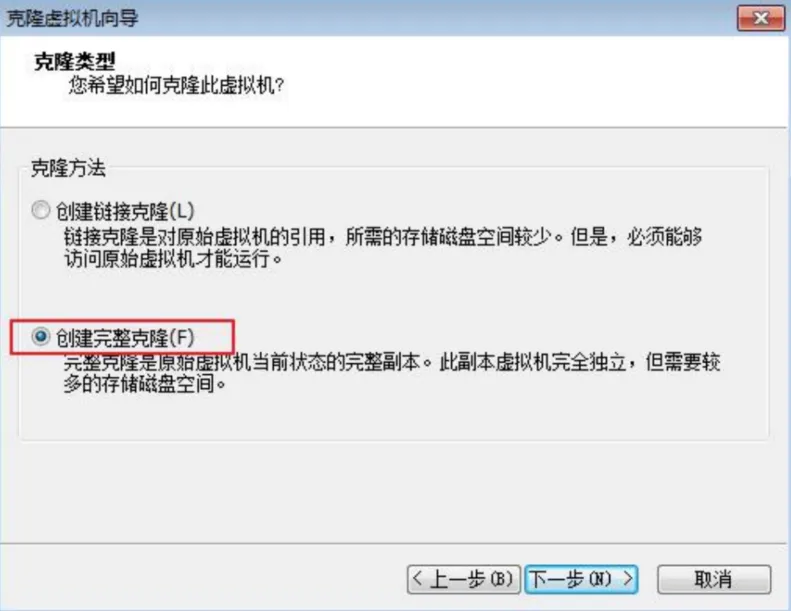 克隆虚拟机向导
克隆类型
您希望如何克隆此虚拟机?
克隆方法
创建链接克隆(L)
链接克隆是对原始虚拟机的引用，所需的存储磁盘空间较少。但是，必须能够
访问原始虚拟机才能运行。
创建完整克隆(F)
完整克隆是原始虚拟机当前状态的完整副本。此副本虚拟机完全独立，但需要较
多的存储磁盘空间。
< 上一步(B) 下一步(N) > 取消